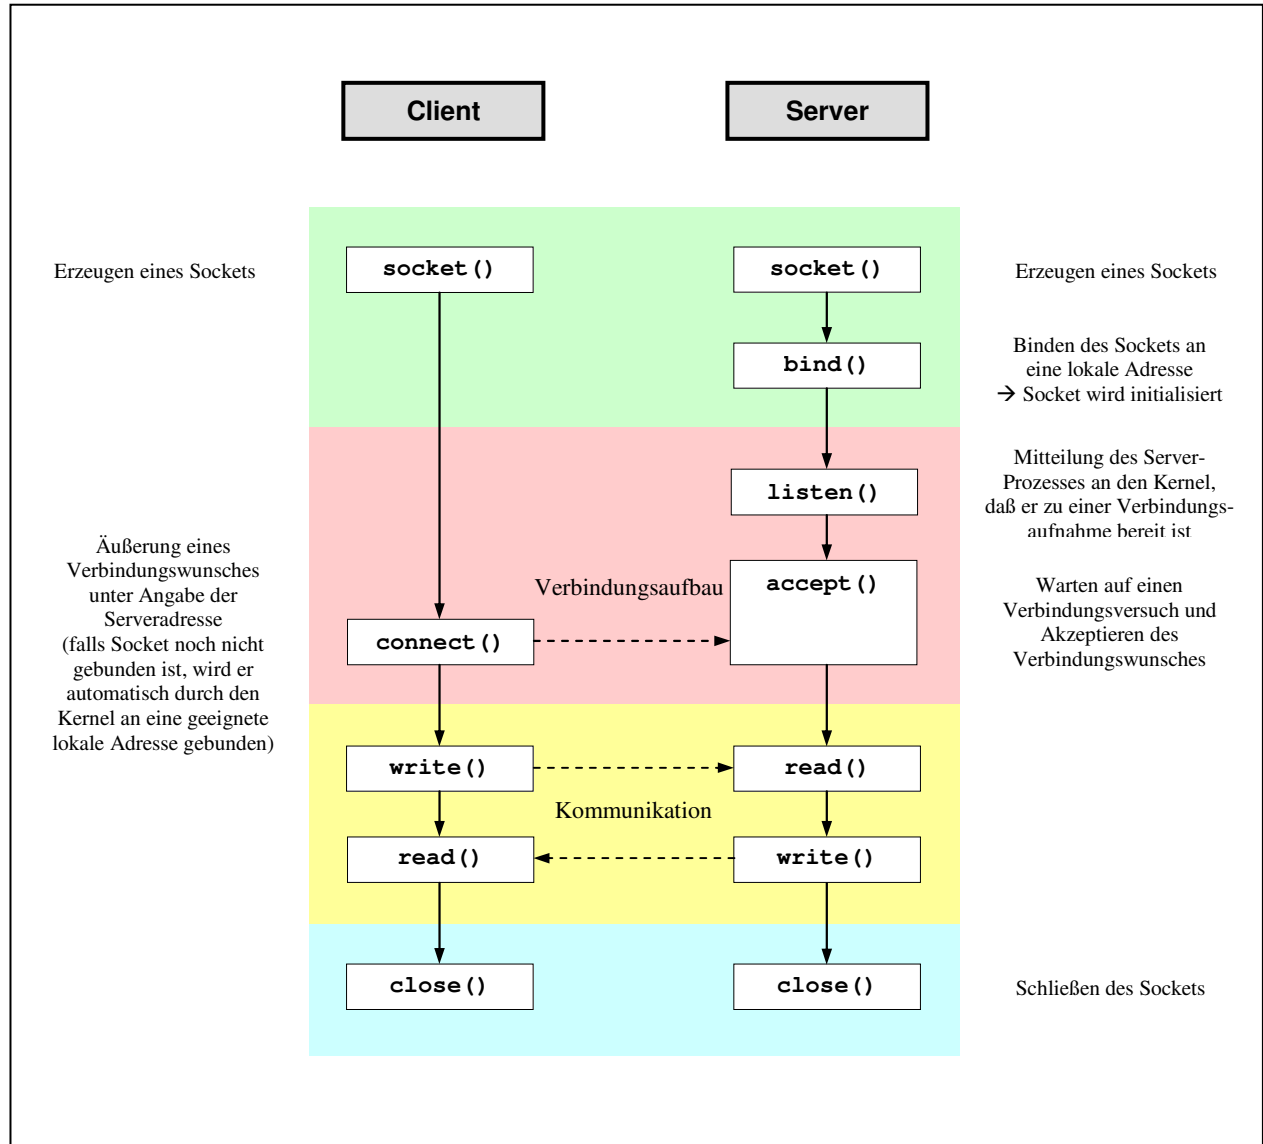 Client
Server
Erzeugen eines Sockets
socket()
socket()
Erzeugen eines Sockets
bind()
Binden des Sockets an
eine lokale Adresse
→ Socket wird initialisiert
listen()
Mitteilung des Server-
Prozesses an den Kernel,
daß er zu einer Verbindungs-
aufnahme bereit ist
Äußerung eines
Verbindungswunsches
unter Angabe der
Serveradresse
(falls Socket noch nicht
gebunden ist, wird er
automatisch durch den
Kernel an eine geeignete
lokale Adresse gebunden)
Verbindungsaufbau
accept()
Warten auf einen
Verbindungsversuch und
Akzeptieren des
Verbindungswunsches
connect()
write()
read()
Kommunikation
read()
write()
close()
close()
Schließen des Sockets